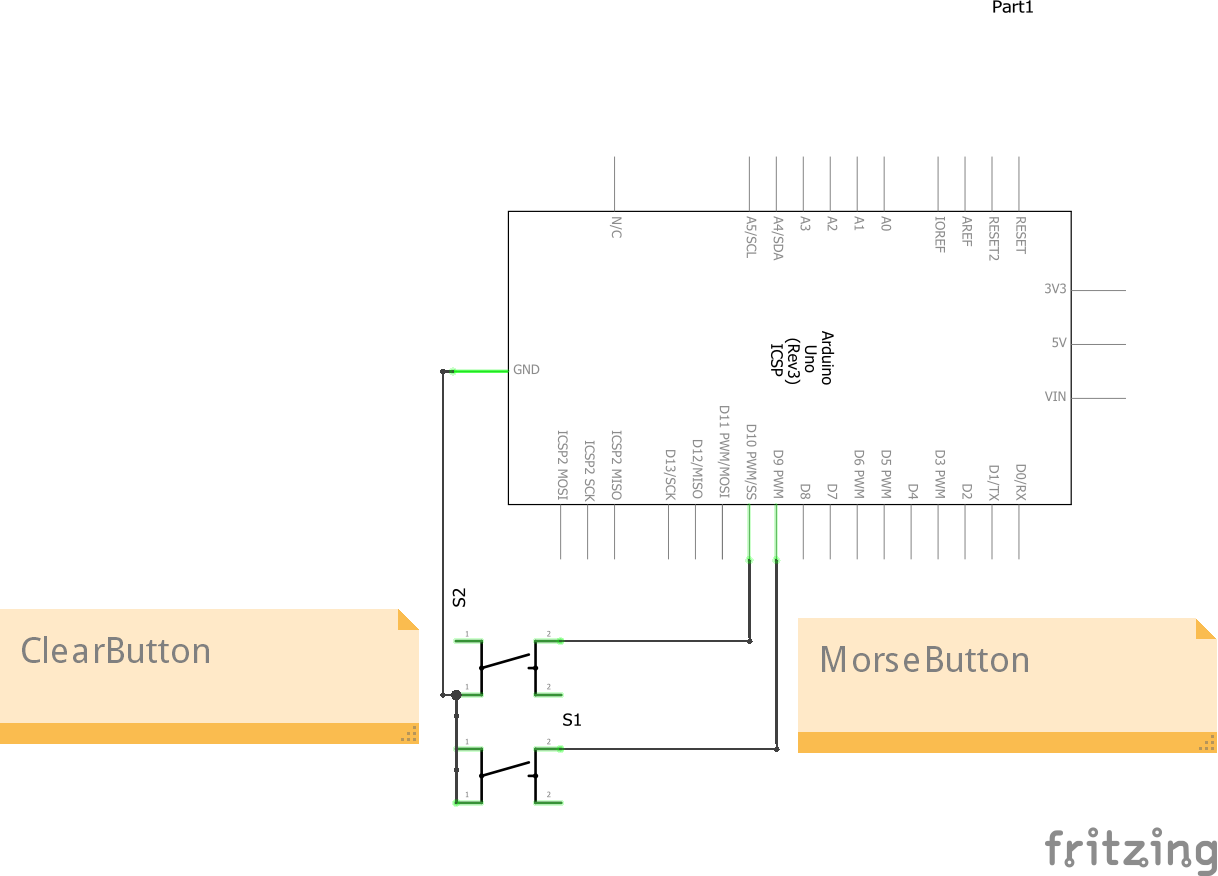 Part1
N/C
A5/SCL
A4/SDA
A3
A2
A1
A0
IOREF
AREF
RESET2
RESET
3V3
5V
VIN
GND
Arduino
Uno
(Rev3)
ICSP
ICSP2 MOSI
ICSP2 SCK
ICSP2 MISO
D13/SCK
D12/MISO
D11 PWM/MOSI
D10 PWM/SS
D9 PWM
D8
D7
D6 PWM
D5 PWM
D4
D3 PWM
D2
D1/TX
D0/RX
S2
1
2
1
2
S1
1
2
1
2
ClearButton
MorseButton
fritzing